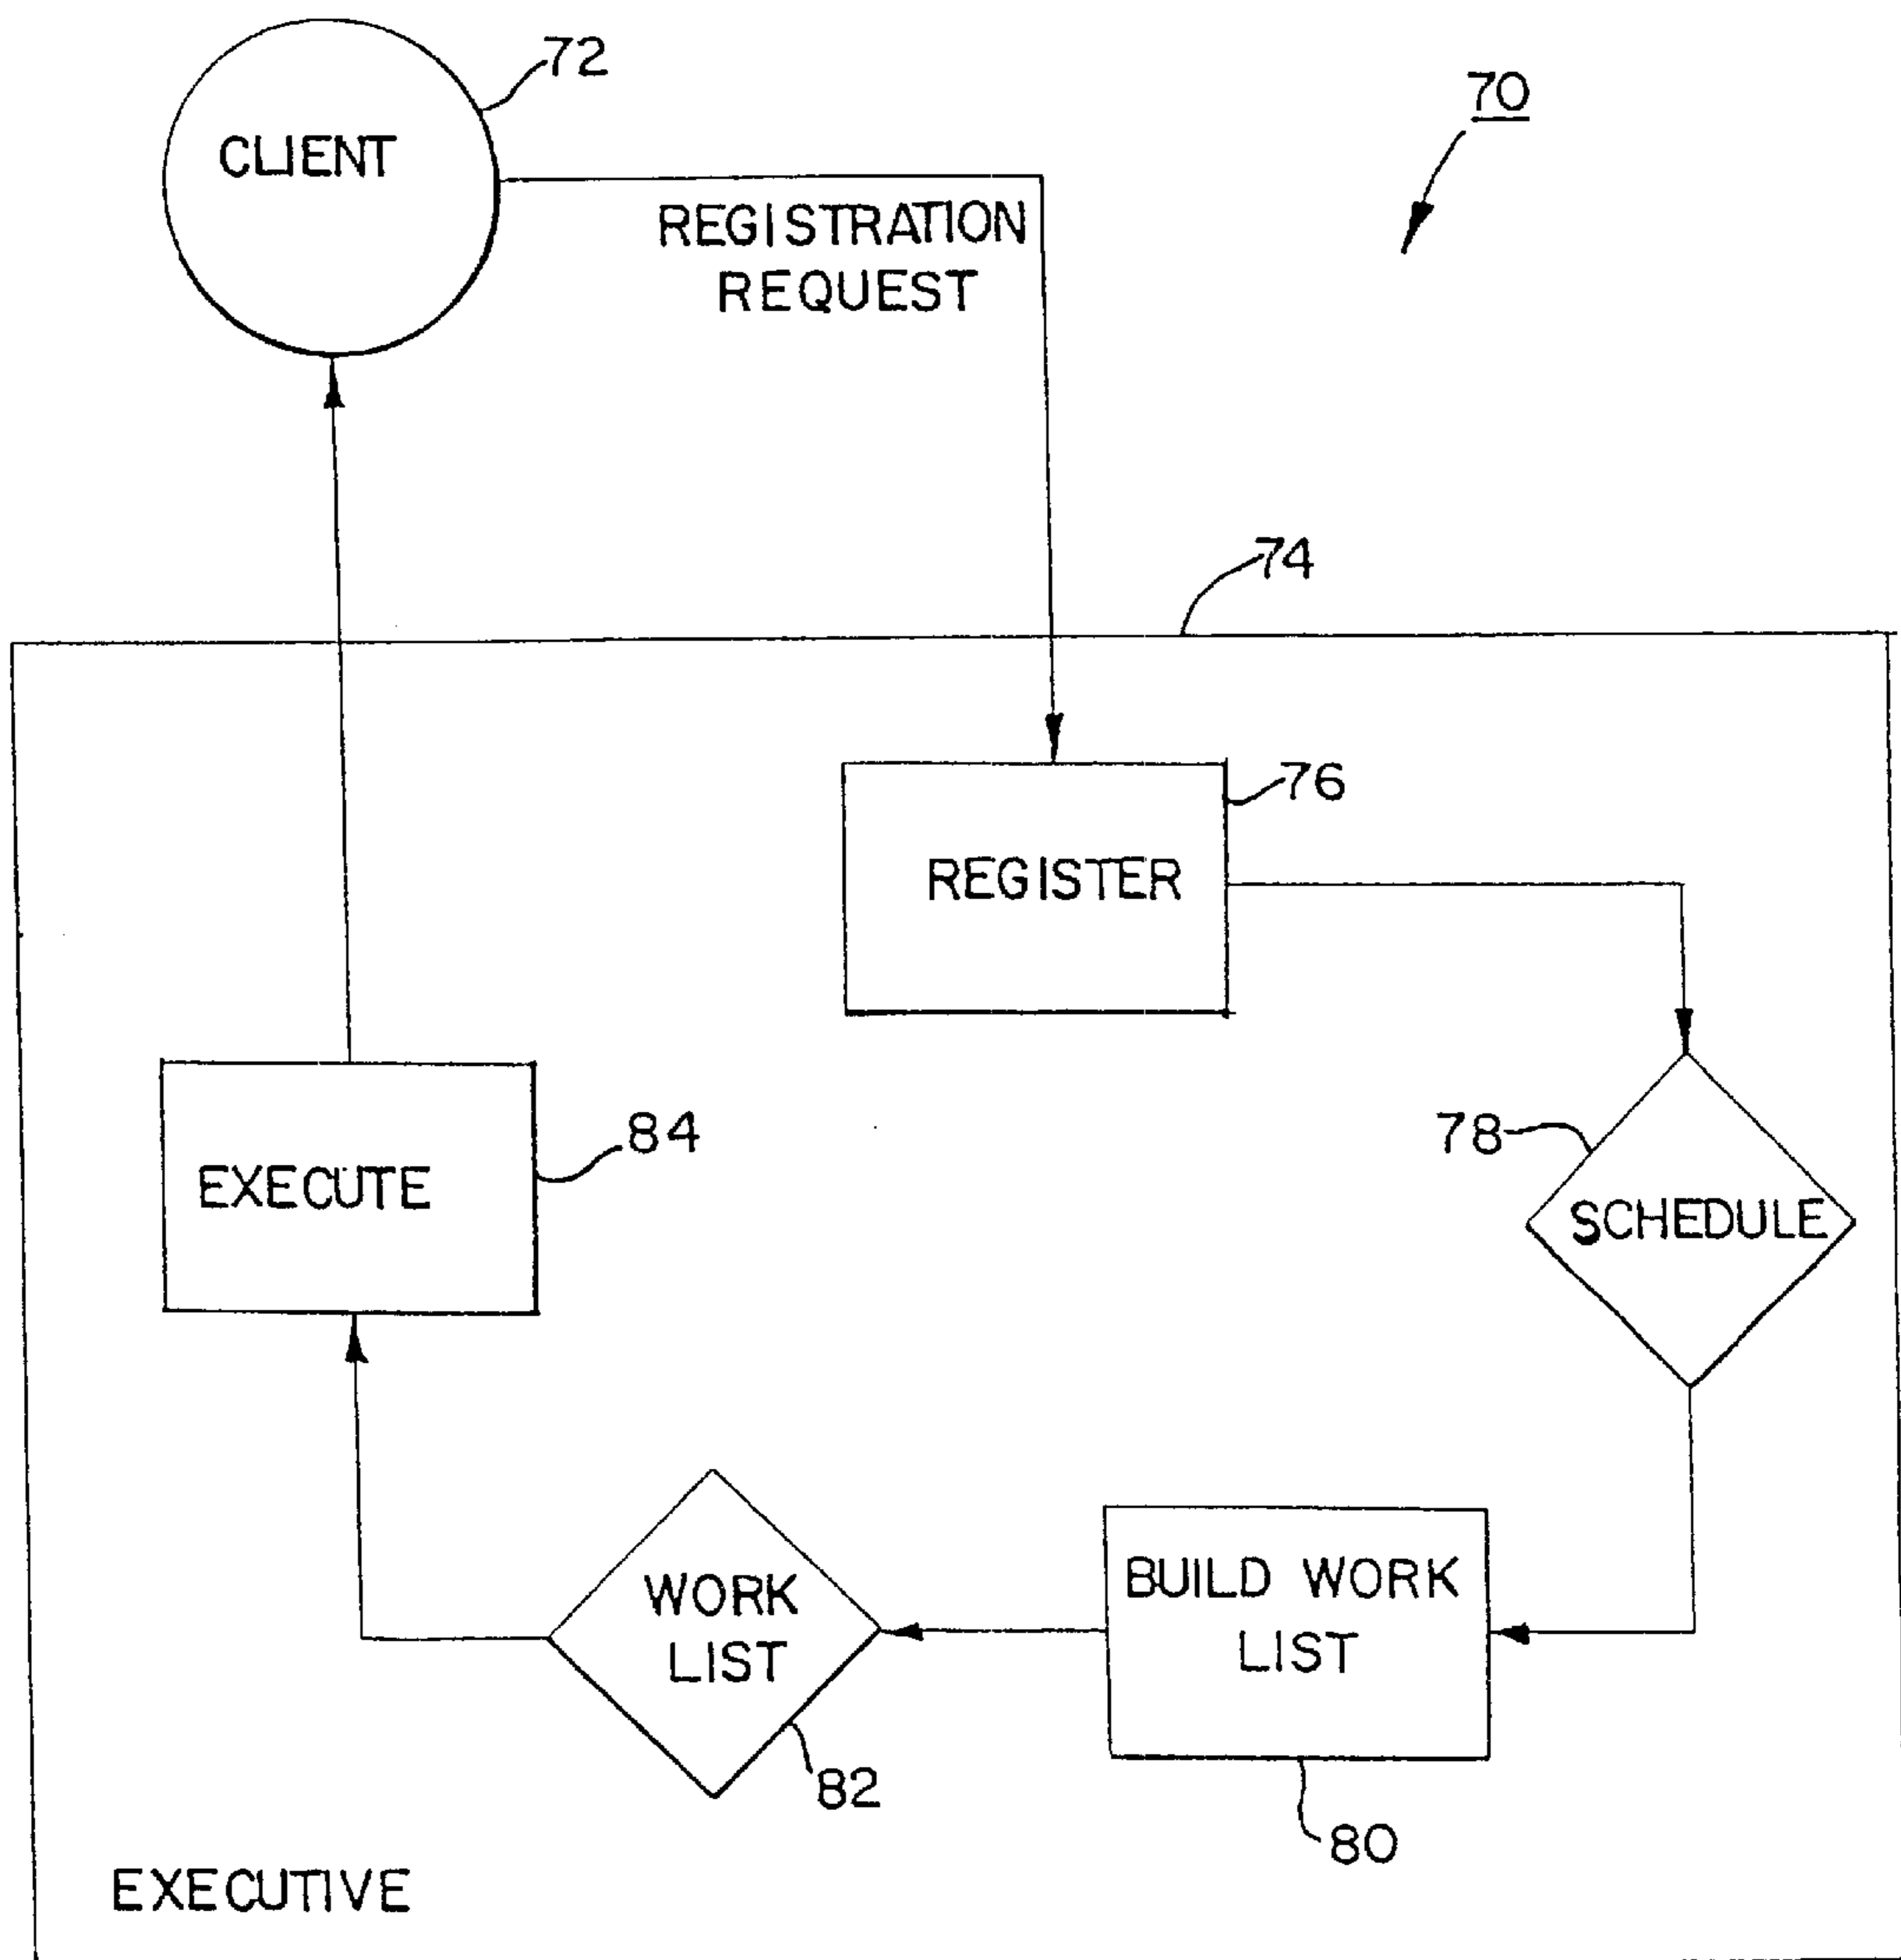 72
70
CLIENT
REGISTRATION
REQUEST
74
76
REGISTER
84
78
EXECUTE
SCHEDULE
WORK
LIST
BUILD WORK
LIST
82
80
EXECUTIVE